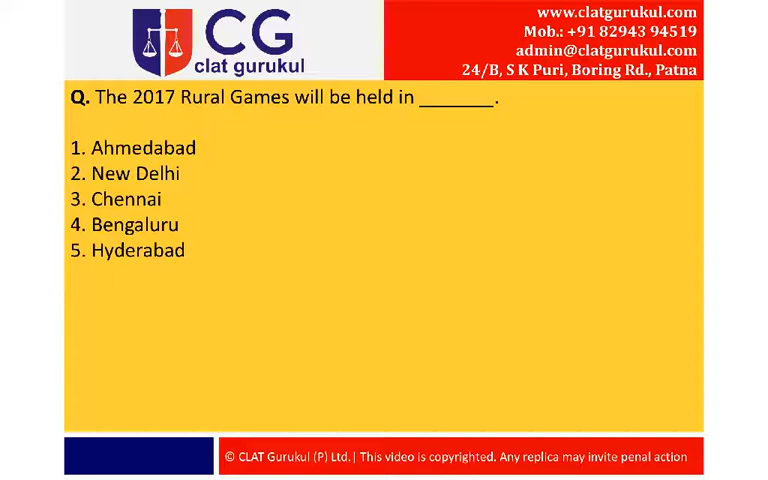 CG
clat gurukul
www.clatgurukul.com
Mob.: +91 82943 94519
admin@clatgurukul.com
24/B, S K Puri, Boring Rd., Patna
Q. The 2017 Rural Games will be held in _______.
1. Ahmedabad
2. New Delhi
3. Chennai
4. Bengaluru
5. Hyderabad
© CLAT Gurukul (P) Ltd.| This video is copyrighted. Any replica may invite penal action